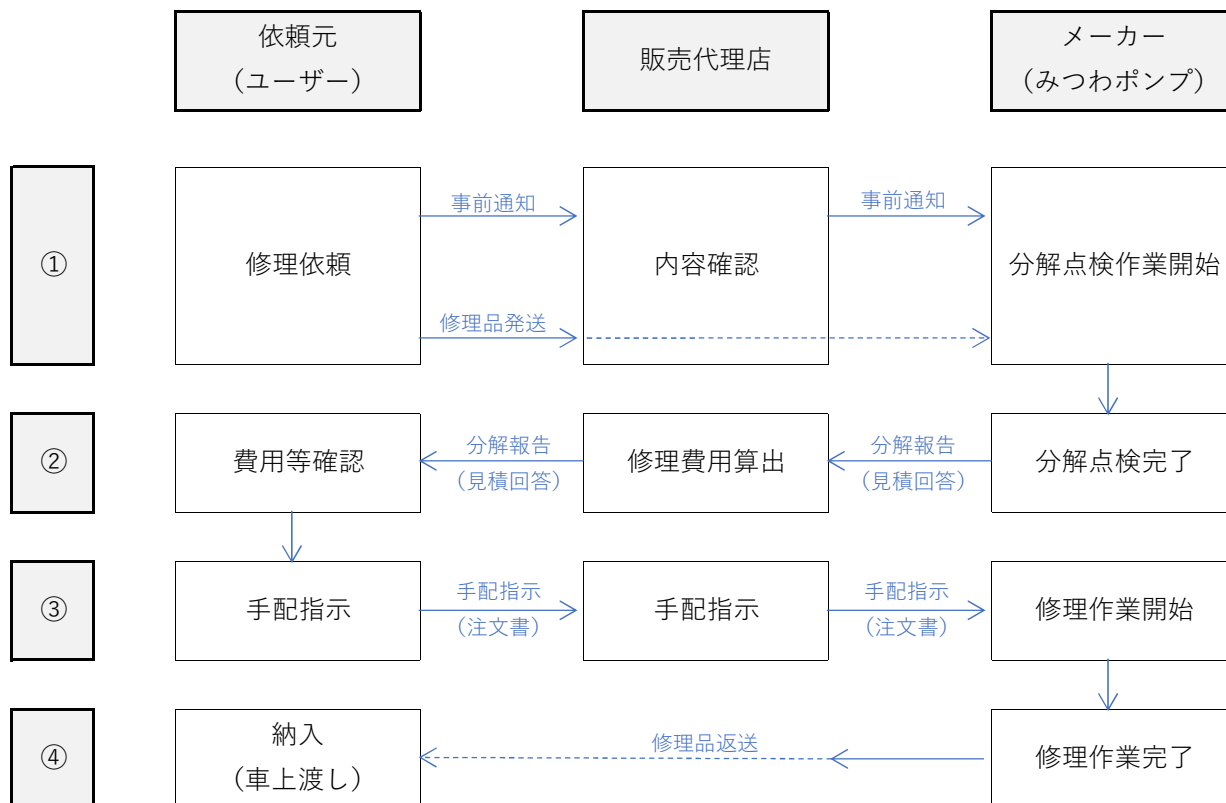 依頼元
（ユーザー）
販売代理店
メーカー
（みつわポンプ）
①
修理依頼
事前通知
修理品発送
内容確認
事前通知
分解点検作業開始
②
費用等確認
分解報告
（見積回答）
修理費用算出
分解報告
（見積回答）
分解点検完了
③
手配指示
手配指示
（注文書）
手配指示
手配指示
（注文書）
修理作業開始
④
納入
（車上渡し）
修理品返送
修理作業完了